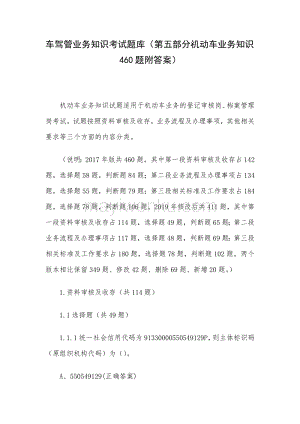 车驾管业务知识考试题库（第五部分机动车业务知识
460题附答案）
机动车业务知识试题适用于机动车业务的登记审核岗、档案管理
岗考试。试题按照资料审核及收存、业务流程及办理事项，其他相关
要求等三个方面的内容分类。
（说明：2017年版共460题，其中第一段资料审核及收存占142
题，选择题58题，判断题84题；第二段业务流程及办理事项占134
题，选择题56题，判断题78题；第三段相关标准及工作要求占184
题，选择题78题，判断题106题。2019年修改后共411题，其中第
一段资料审核及收存占114题，选择题49题，判断题65题；第二段
业务流程及办理事项占117题，选择题49题，判断题68题；第三段
相关标准及工作要求占180题，选择题78题，判断题102题。两个
版本相比保留349题、修改42题、删除69题、新增20题。）
1.资料审核及收存（共114题）
1.1选择题（共49题）
1.1.1统一社会信用代码为91330000550549129P，则主体标识码
（原组织机构代码）为（）。
A．550549129(正确答案)